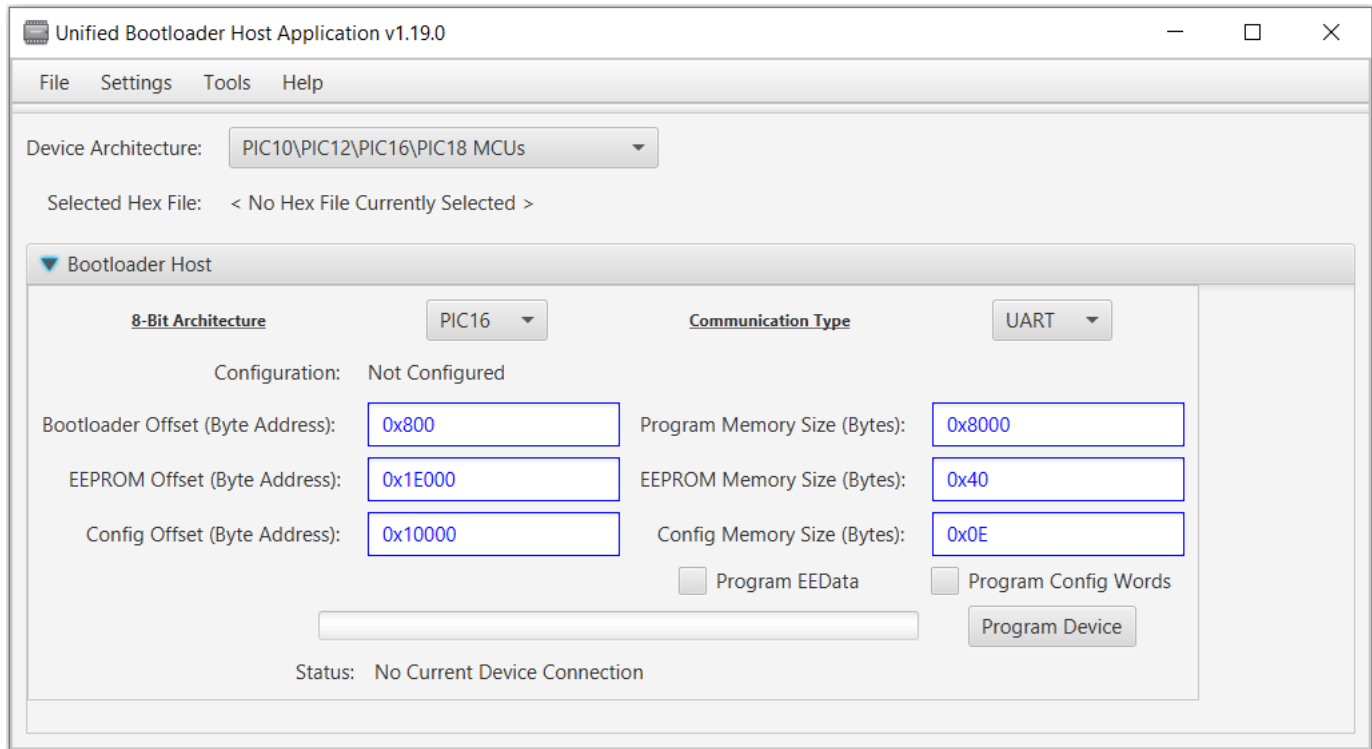 Unified Bootloader Host Application v1.19.0
File Settings Tools Help
Device Architecture: PIC10\PIC12\PIC16\PIC18 MCUs
Selected Hex File: < No Hex File Currently Selected >
Bootloader Host
8-Bit Architecture PIC16 Communication Type UART
Configuration: Not Configured
Bootloader Offset (Byte Address): 0x800 Program Memory Size (Bytes): 0x8000
EEPROM Offset (Byte Address): 0x1E000 EEPROM Memory Size (Bytes): 0x40
Config Offset (Byte Address): 0x10000 Config Memory Size (Bytes): 0x0E
Program EEData Program Config Words
Program Device
Status: No Current Device Connection